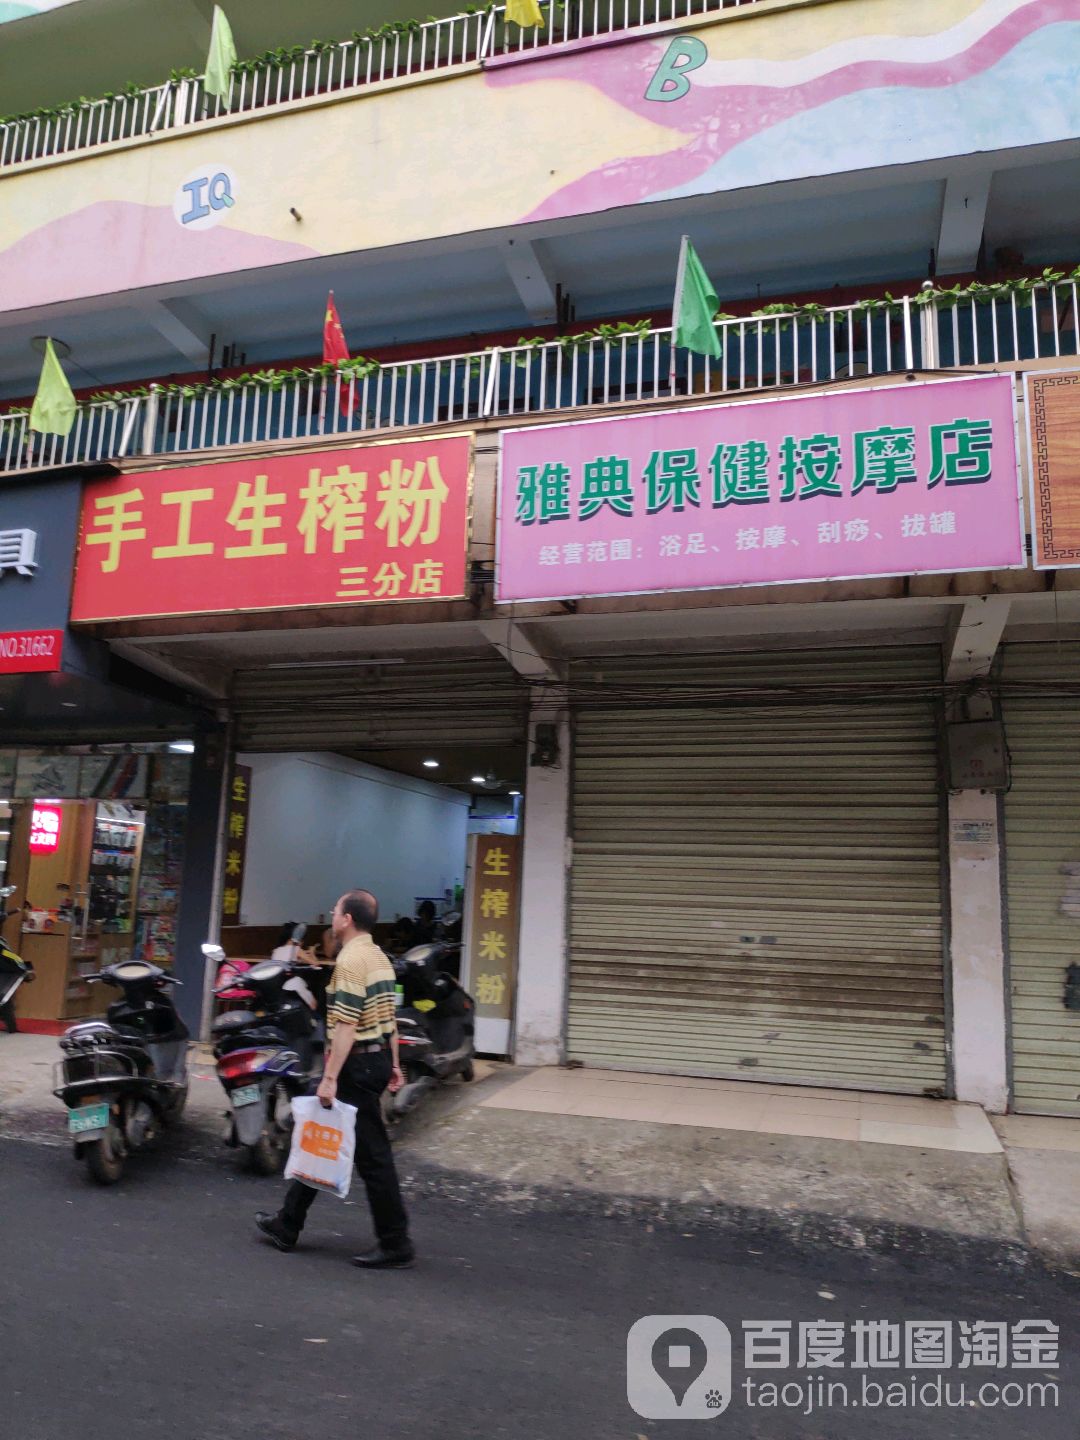 B
IQ
手工生榨粉
三分店
雅典保健按摩店
经营范围：浴足、按摩、刮痧、拔罐
具
NO.31662
生榨米粉
生榨米粉
百度地图淘金
taojin.baidu.com